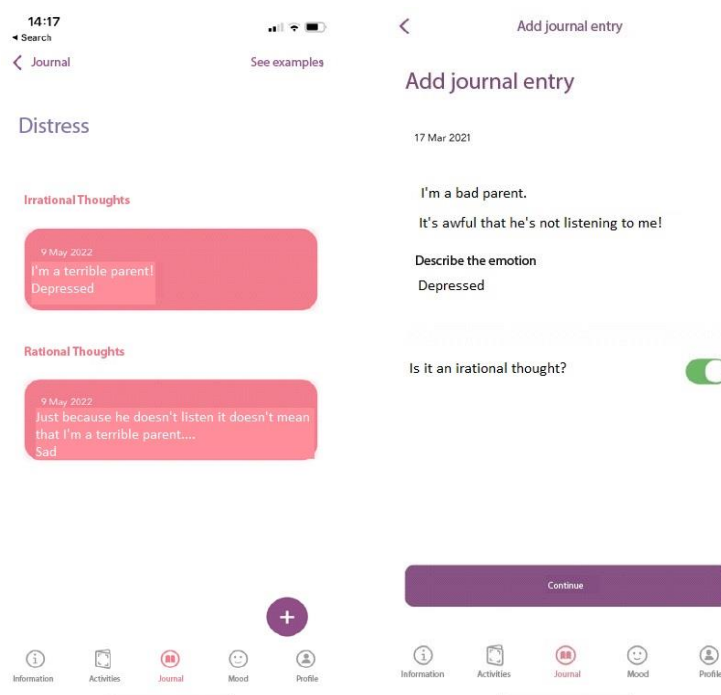 14:17
◂ Search
Journal
See examples
Distress
Irrational Thoughts
9 May 2022
I'm a terrible parent!
Depressed
Rational Thoughts
9 May 2022
Just because he doesn't listen it doesn't mean
that I'm a terrible parent....
Sad
+
Information Activities Journal Mood Profile
Add journal entry
Add journal entry
17 Mar 2021
I'm a bad parent.
It's awful that he's not listening to me!
Describe the emotion
Depressed
Is it an irational thought?
Continue
Information Activities Journal Mood Profile